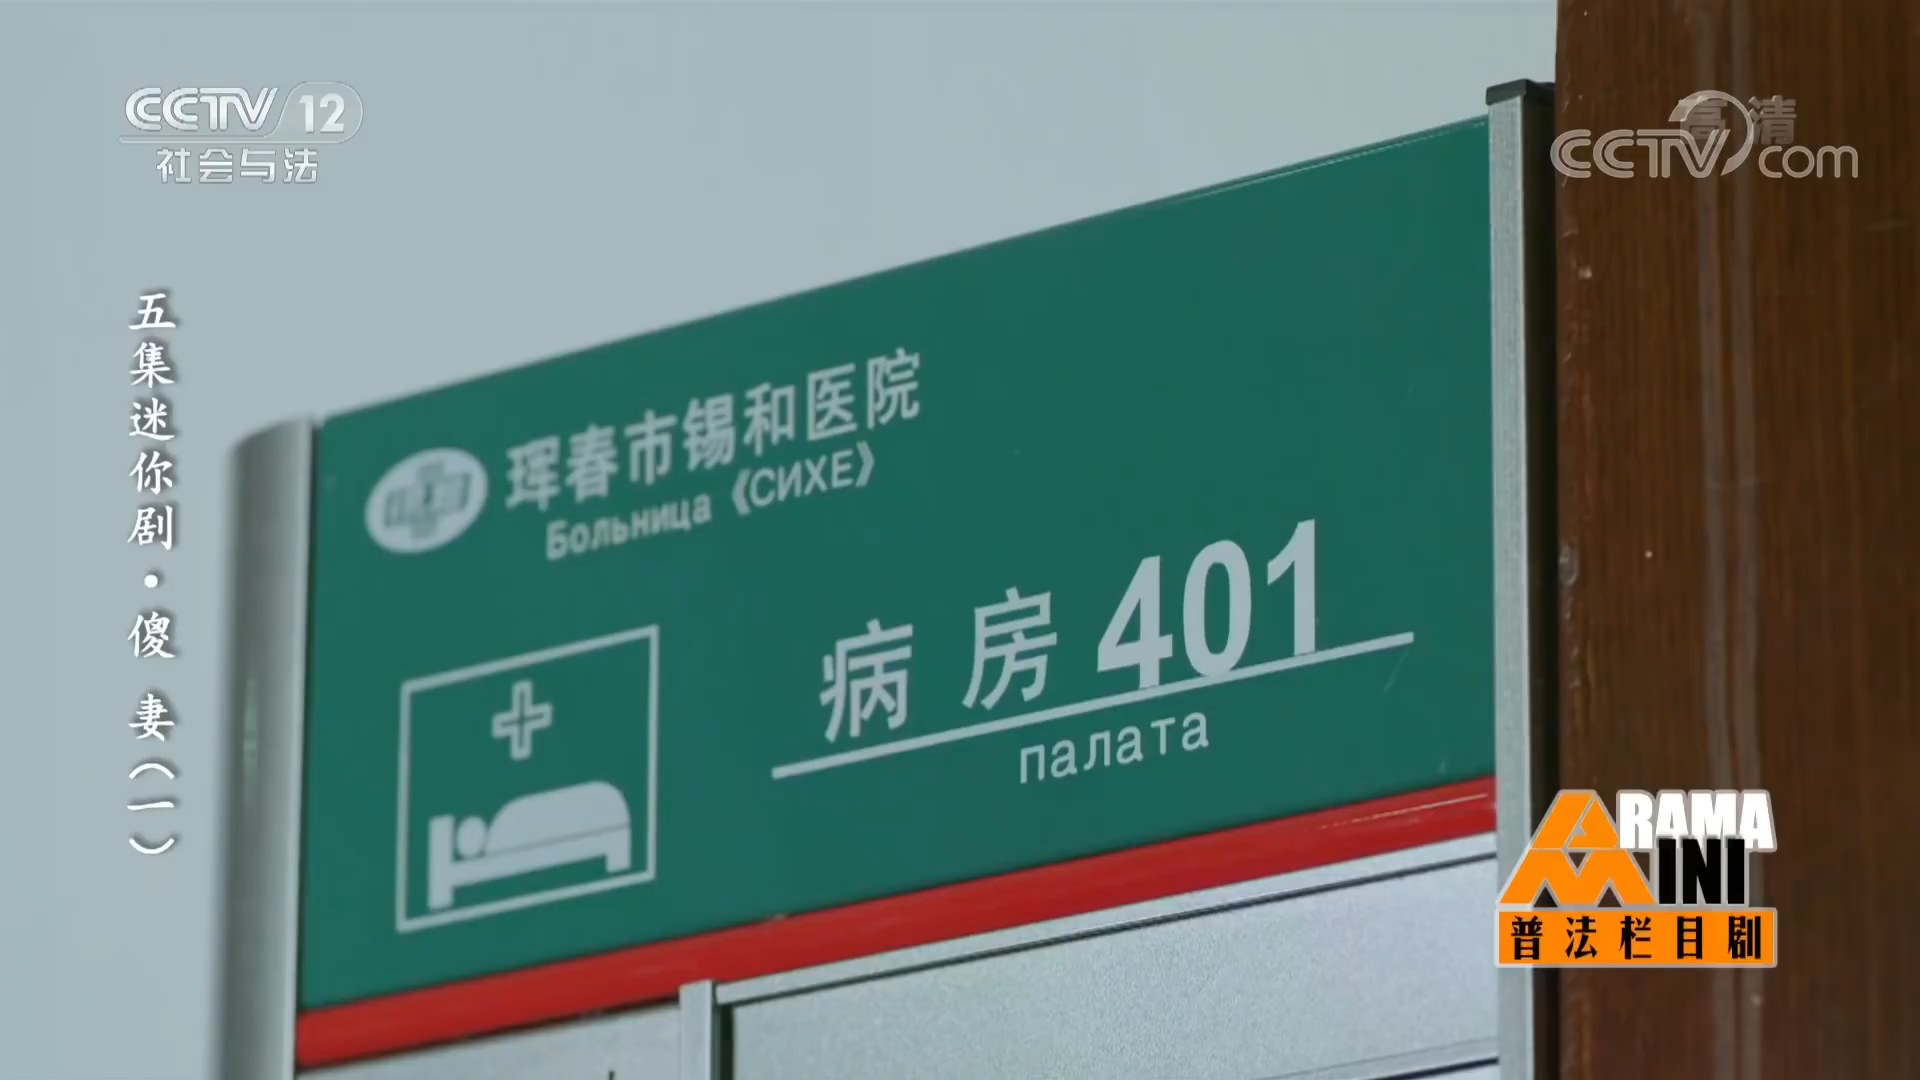 CCTV 12
社会与法
高清
CCTV com
五集迷你剧·傻 妻(一)
珲春市锡和医院
Больница 《СИХЕ》
病房 401
палата
RAMA
INI
普法栏目剧